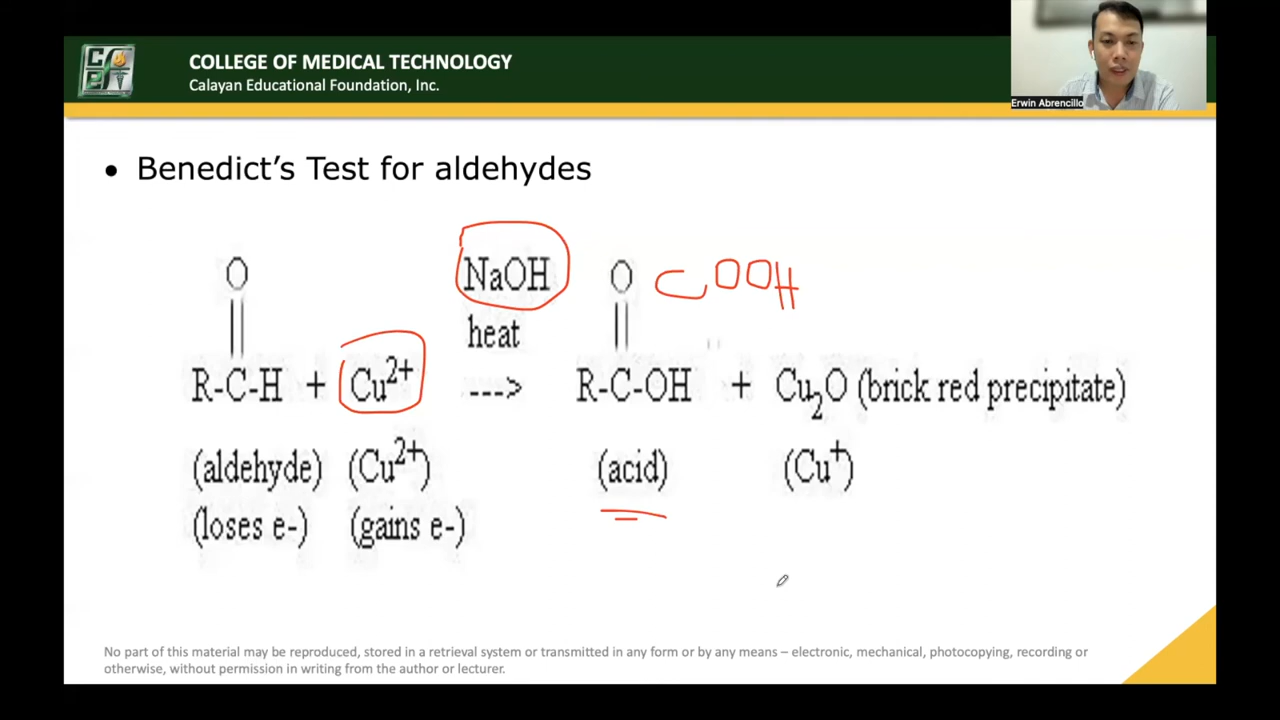 COLLEGE OF MEDICAL TECHNOLOGY
Calayan Educational Foundation, Inc.
Erwin Abrencillo
• Benedict's Test for aldehydes
O NaOH O COOH
|| heat ||
R-C-H + Cu2+ ---> R-C-OH + Cu2O (brick red precipitate)
(aldehyde) (Cu2+) (acid) (Cu+)
(loses e-) (gains e-)
No part of this material may be reproduced, stored in a retrieval system or transmitted in any form or by any means – electronic, mechanical, photocopying, recording or
otherwise, without permission in writing from the author or lecturer.